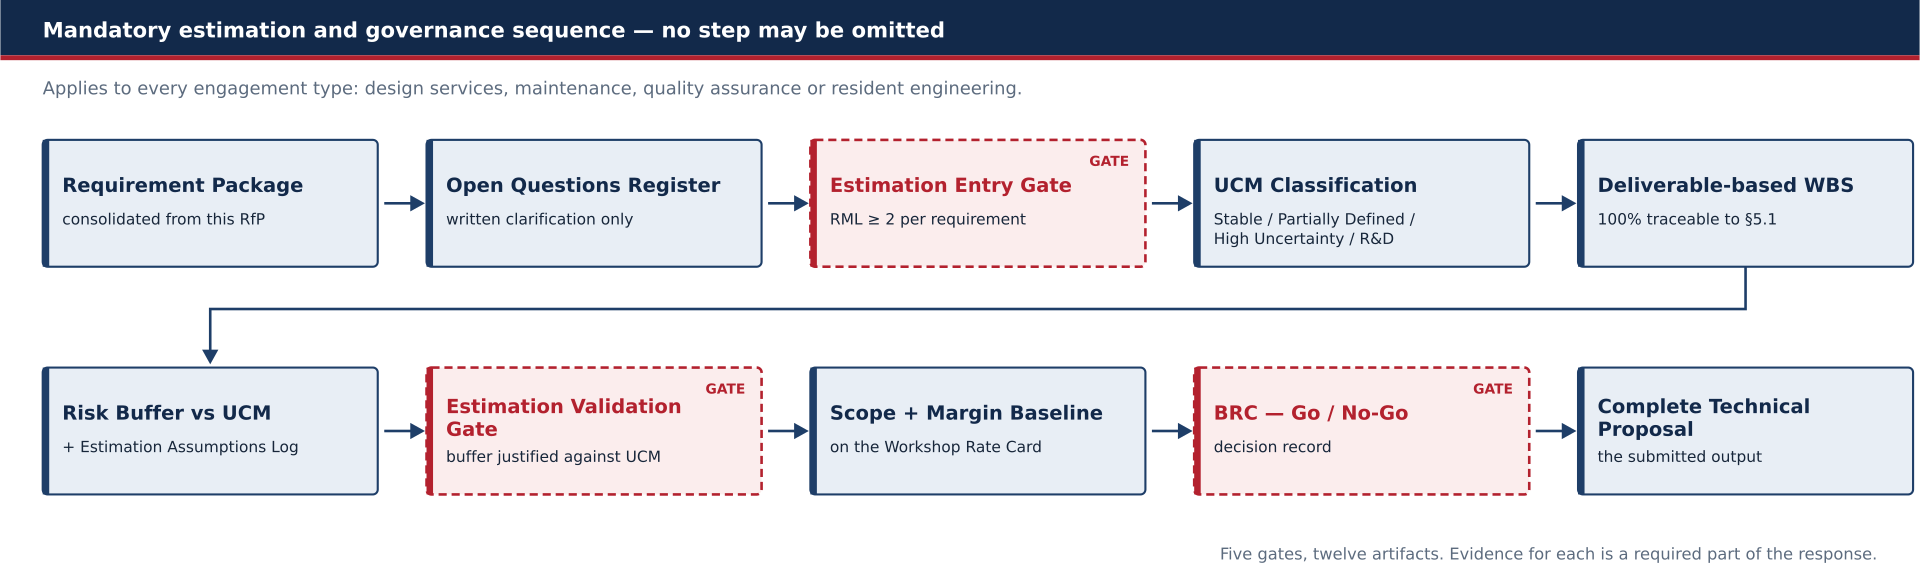 Mandatory estimation and governance sequence — no step may be omitted
Applies to every engagement type: design services, maintenance, quality assurance or resident engineering.
Requirement Package
consolidated from this RfP
Open Questions Register
written clarification only
GATE
Estimation Entry Gate
RML ≥ 2 per requirement
UCM Classification
Stable / Partially Defined /
High Uncertainty / R&D
Deliverable-based WBS
100% traceable to §5.1
Risk Buffer vs UCM
+ Estimation Assumptions Log
GATE
Estimation Validation
Gate
buffer justified against UCM
Scope + Margin Baseline
on the Workshop Rate Card
GATE
BRC — Go / No-Go
decision record
Complete Technical
Proposal
the submitted output
Five gates, twelve artifacts. Evidence for each is a required part of the response.